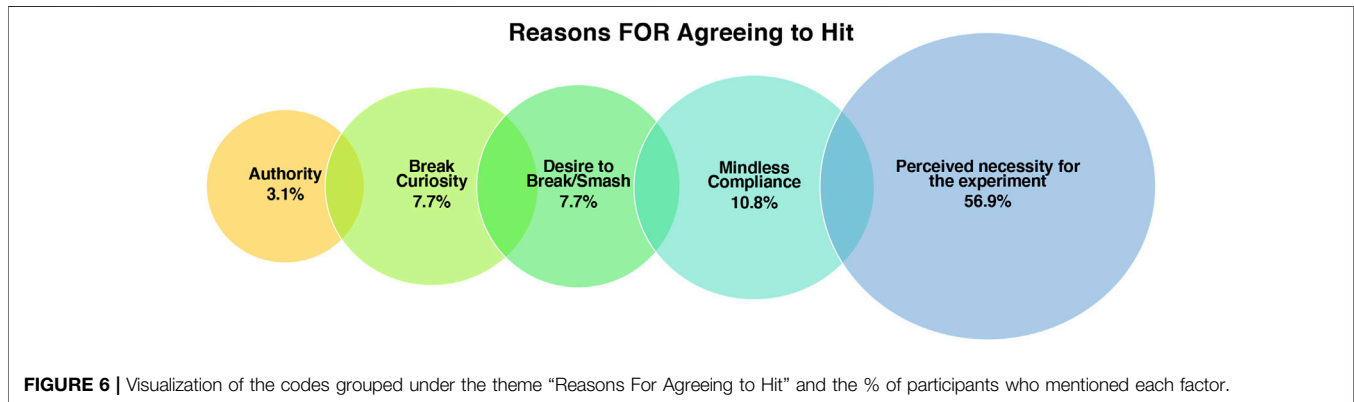 Reasons FOR Agreeing to Hit
Authority
3.1%
Break
Curiosity
7.7%
Desire to
Break/Smash
7.7%
Mindless
Compliance
10.8%
Perceived necessity for
the experiment
56.9%
FIGURE 6 | Visualization of the codes grouped under the theme “Reasons For Agreeing to Hit” and the % of participants who mentioned each factor.